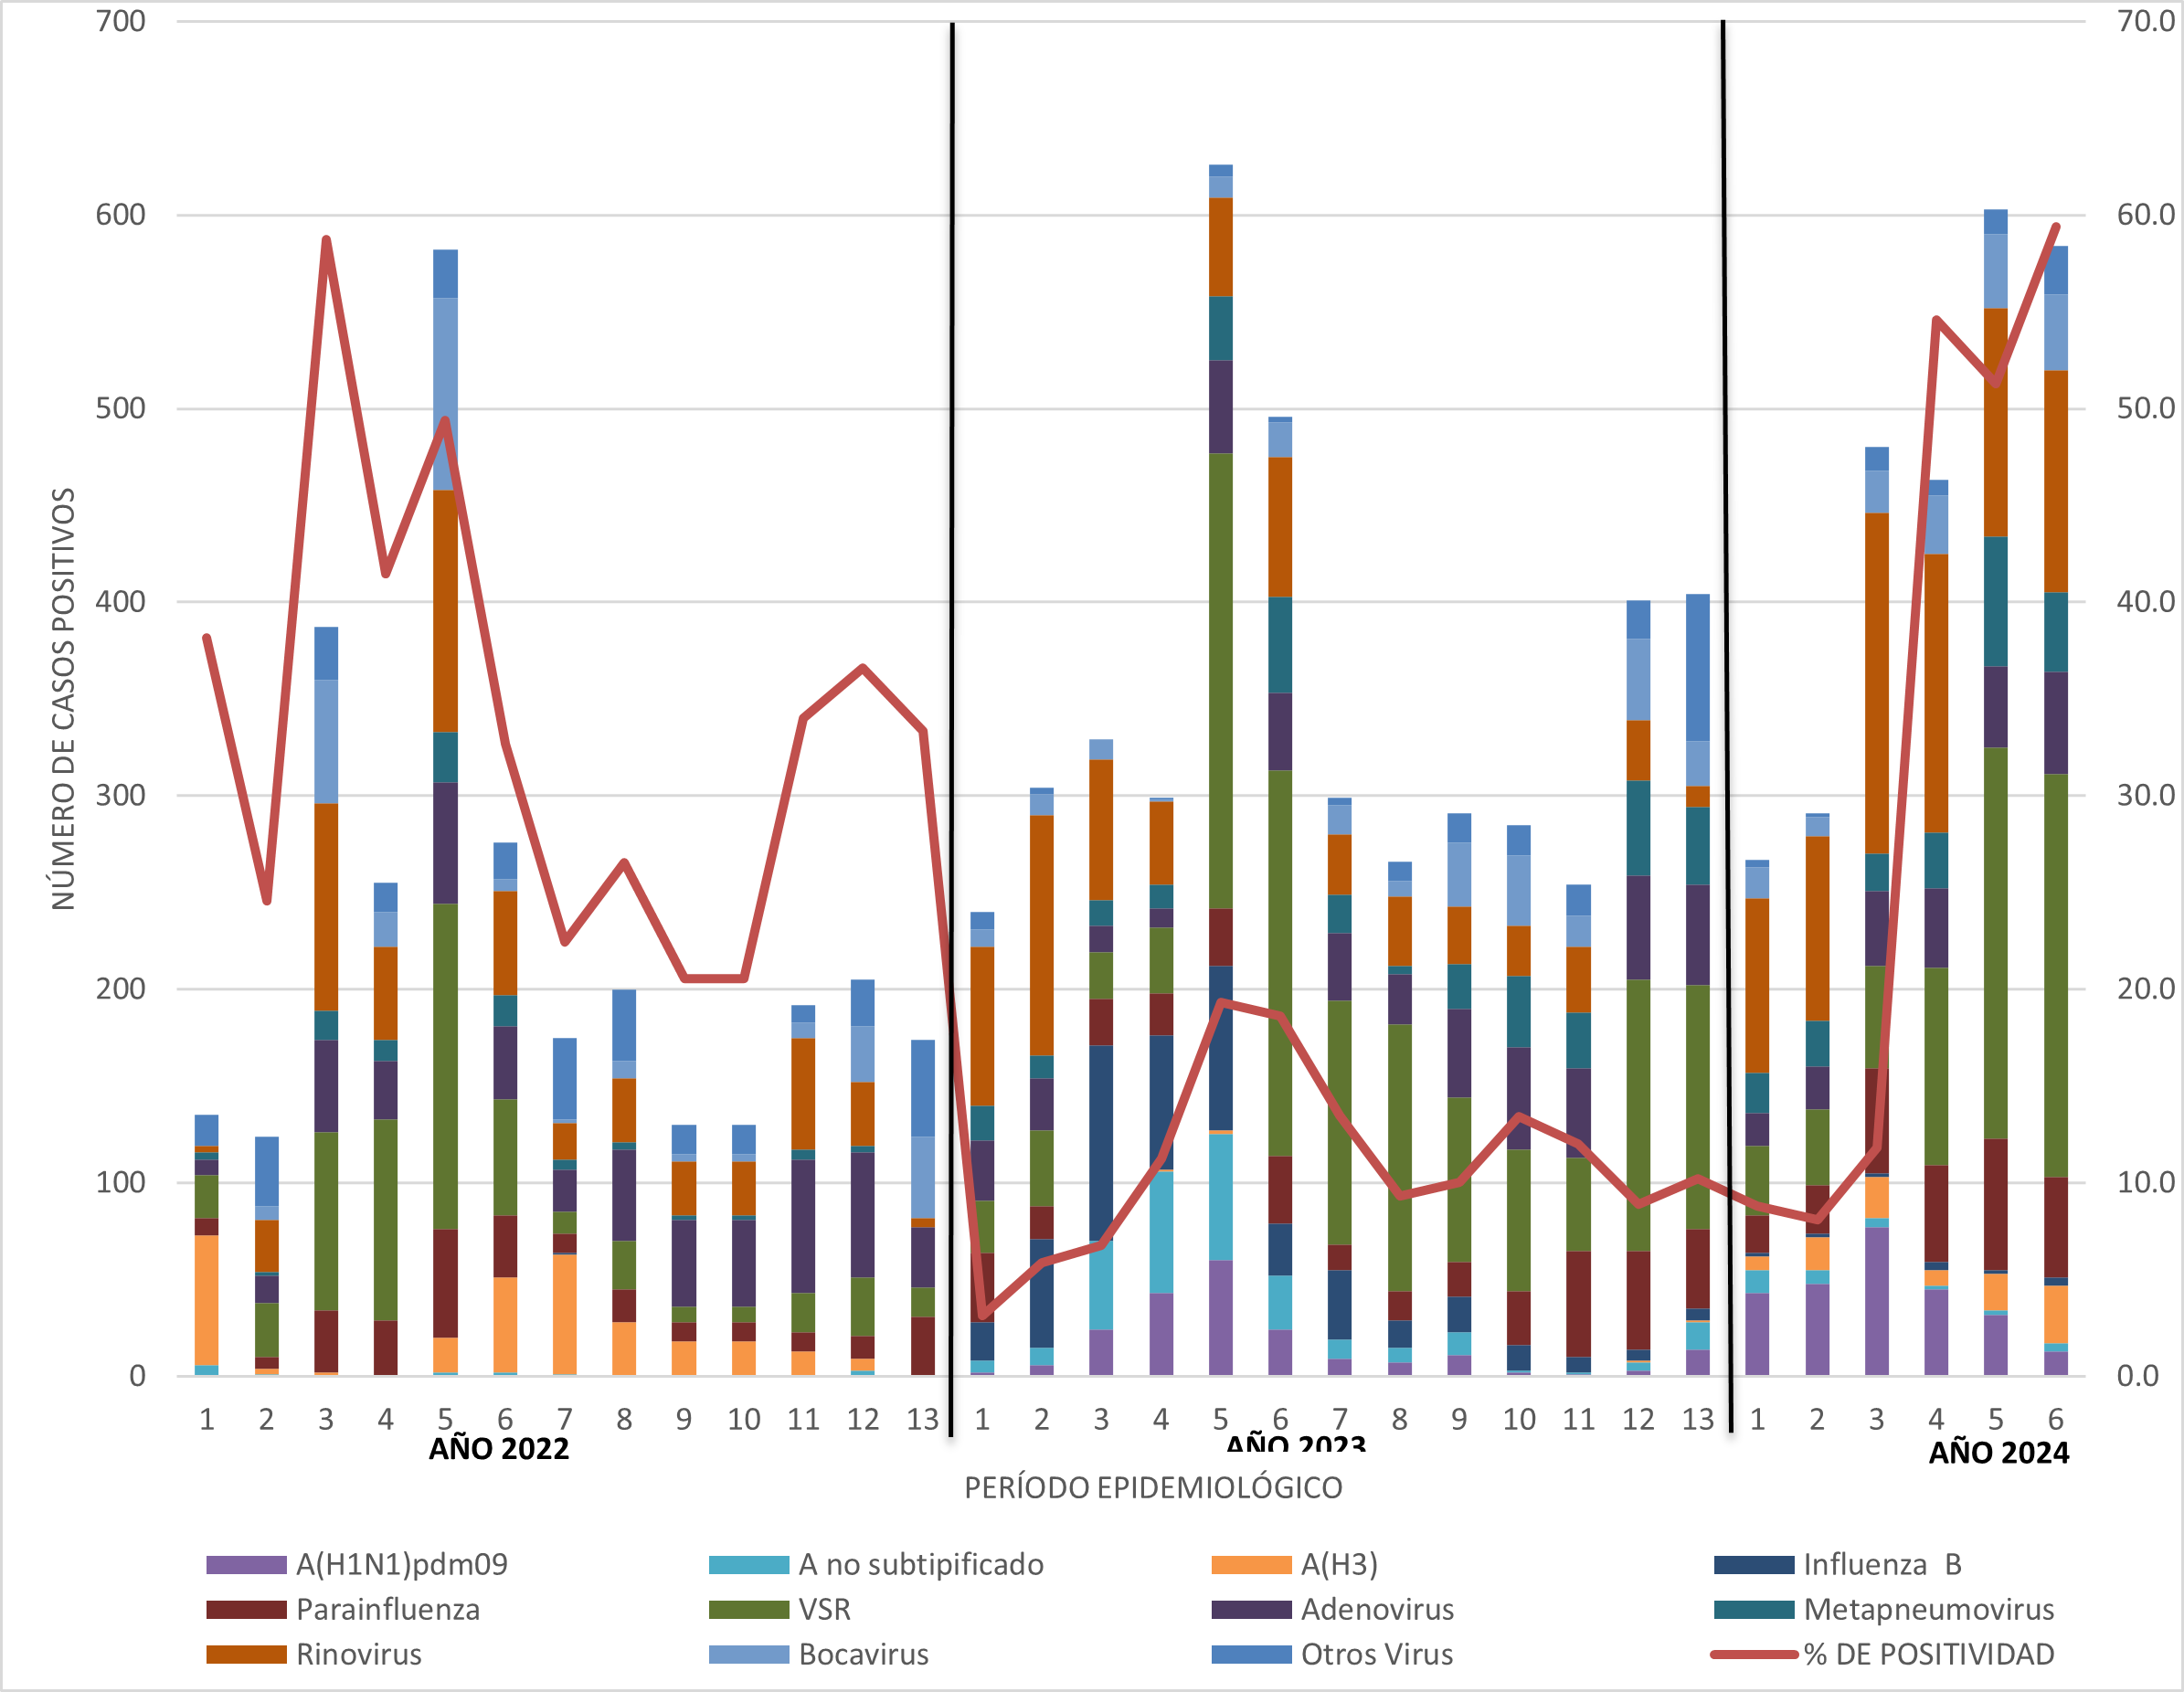 700
70.0
600
60.0
500
50.0
400
40.0
300
30.0
200
20.0
100
10.0
0
0.0
NÚMERO DE CASOS POSITIVOS
1 2 3 4 5 6 7 8 9 10 11 12 13 1 2 3 4 5 6 7 8 9 10 11 12 13 1 2 3 4 5 6
AÑO 2022 AÑO 2023 AÑO 2024
PERÍODO EPIDEMIOLÓGICO
A(H1N1)pdm09 A no subtipificado A(H3) Influenza B
Parainfluenza VSR Adenovirus Metapneumovirus
Rinovirus Bocavirus Otros Virus % DE POSITIVIDAD